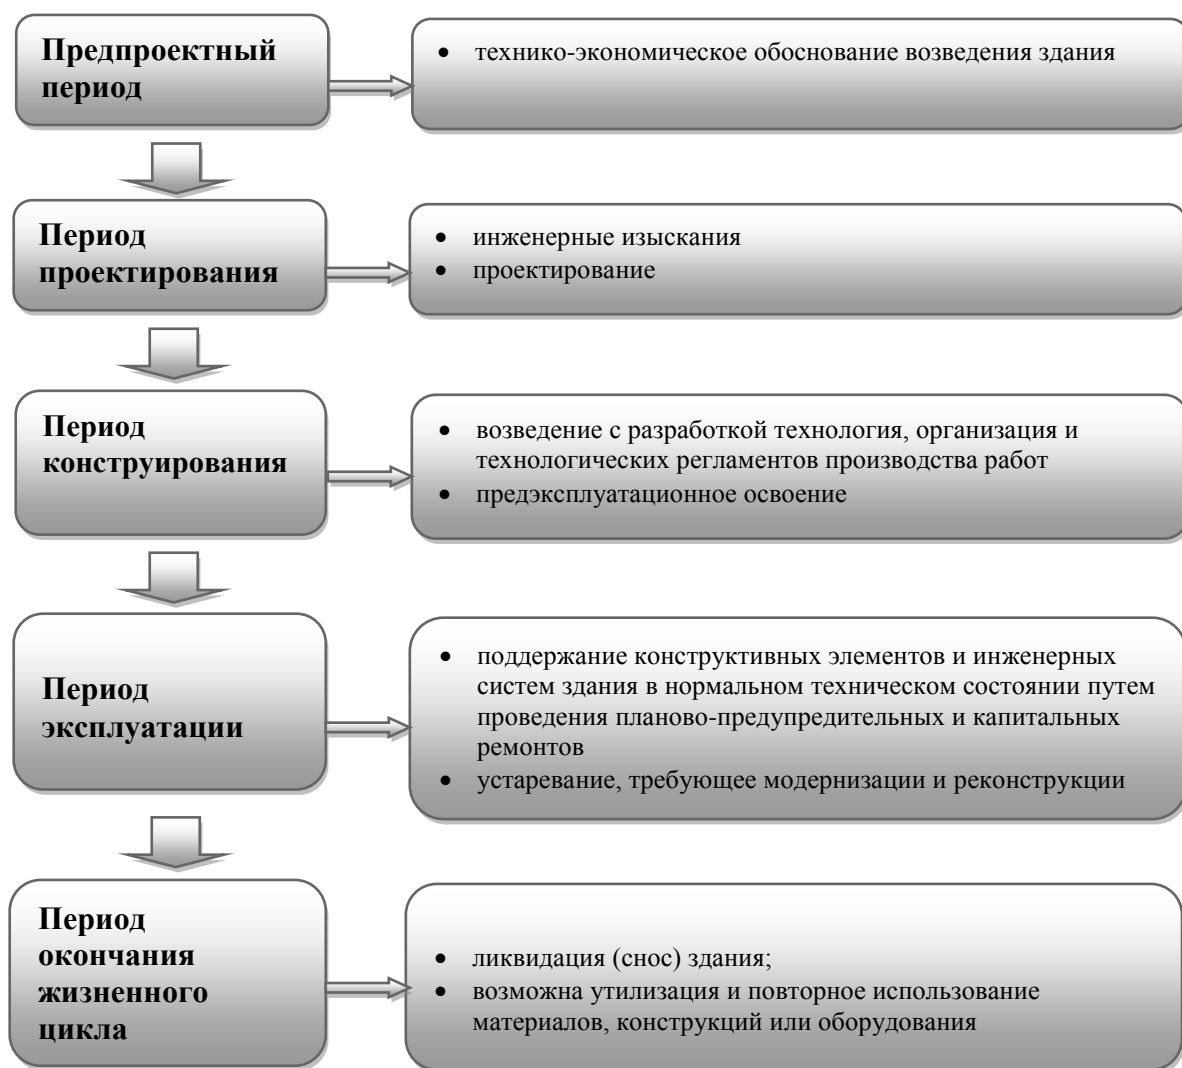 Предпроектный
период
• технико-экономическое обоснование возведения здания
Период
проектирования
• инженерные изыскания
• проектирование
Период
конструирования
• возведение с разработкой технология, организация и
технологических регламентов производства работ
• предэксплуатационное освоение
Период
эксплуатации
• поддержание конструктивных элементов и инженерных
систем здания в нормальном техническом состоянии путем
проведения планово-предупредительных и капитальных
ремонтов
• устаревание, требующее модернизации и реконструкции
Период
окончания
жизненного
цикла
• ликвидация (снос) здания;
• возможна утилизация и повторное использование
материалов, конструкций или оборудования